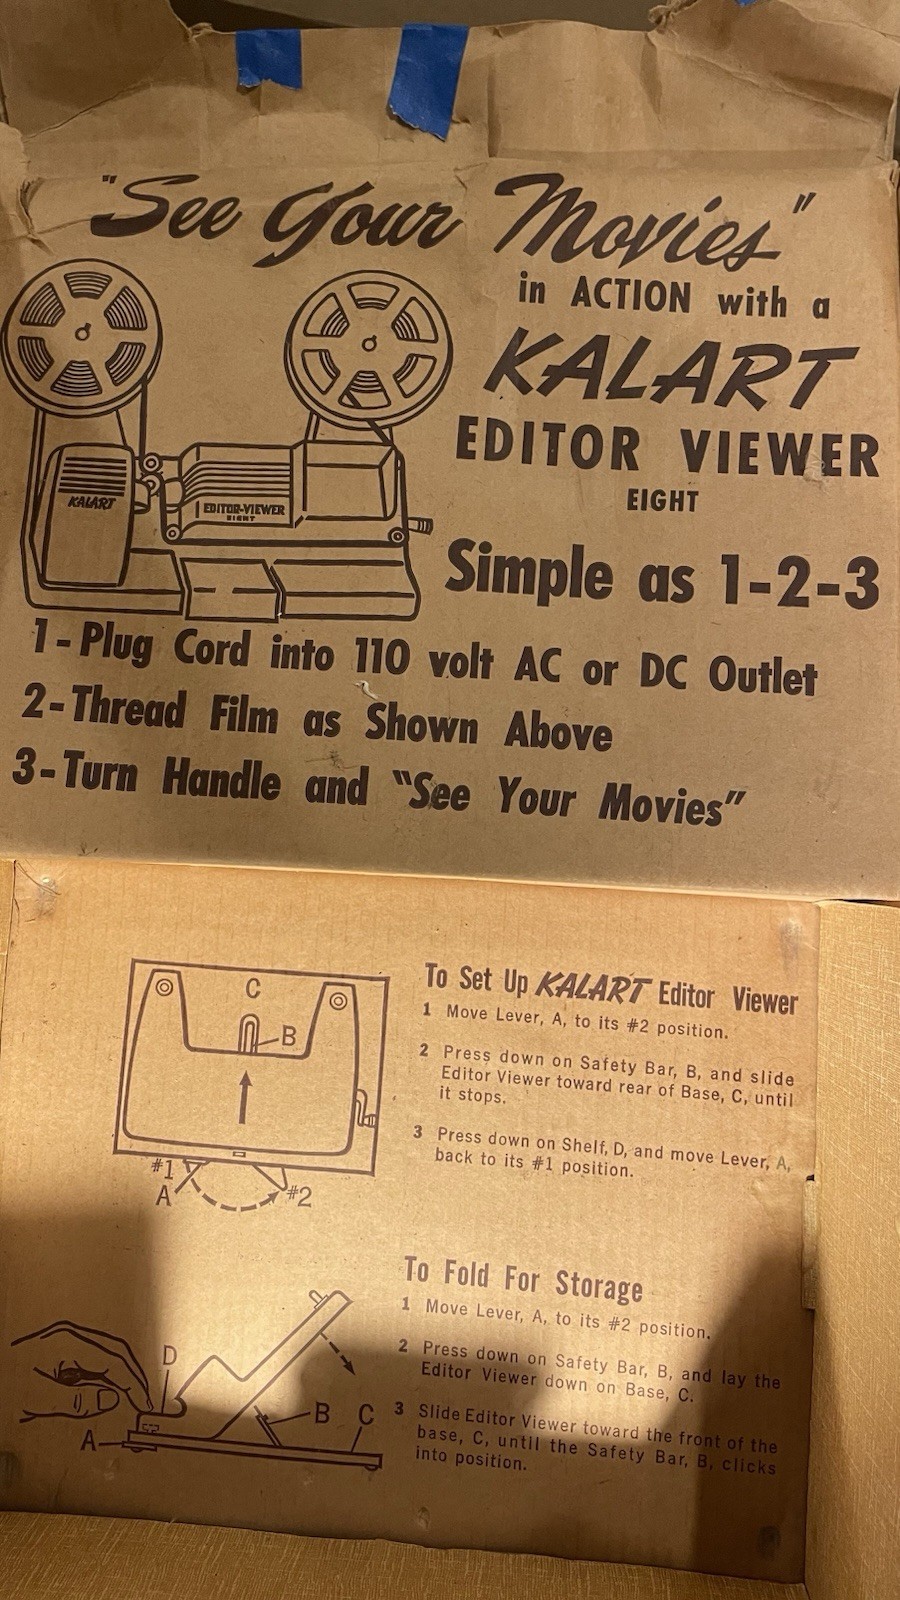 "See Your Movies"
in ACTION with a
KALART
EDITOR VIEWER
EIGHT
KALART
EDITOR-VIEWER
EIGHT
Simple as 1-2-3
1-Plug Cord into 110 volt AC or DC Outlet
2-Thread Film as Shown Above
3-Turn Handle and "See Your Movies"
C
B
#1
A
#2
To Set Up KALART Editor Viewer
1 Move Lever, A, to its #2 position.
2 Press down on Safety Bar, B, and slide
Editor Viewer toward rear of Base, C, until
it stops.
3 Press down on Shelf, D, and move Lever, A,
back to its #1 position.
D
B
C
A
To Fold For Storage
1 Move Lever, A, to its #2 position.
2 Press down on Safety Bar, B, and lay the
Editor Viewer down on Base, C.
3 Slide Editor Viewer toward the front of the
base, C, until the Safety Bar, B, clicks
into position.